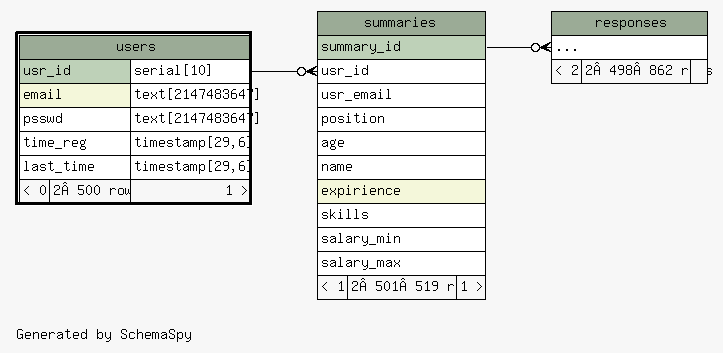 users
usr_id serial[10]
email text[2147483647]
psswd text[2147483647]
time_reg timestamp[29,6]
last_time timestamp[29,6]
< 0 2Â 500 row 1 >
summaries
summary_id
usr_id
usr_email
position
age
name
expirience
skills
salary_min
salary_max
< 1 2Â 501Â 519 r 1 >
responses
...
< 2 2Â 498Â 862 r s
Generated by SchemaSpy